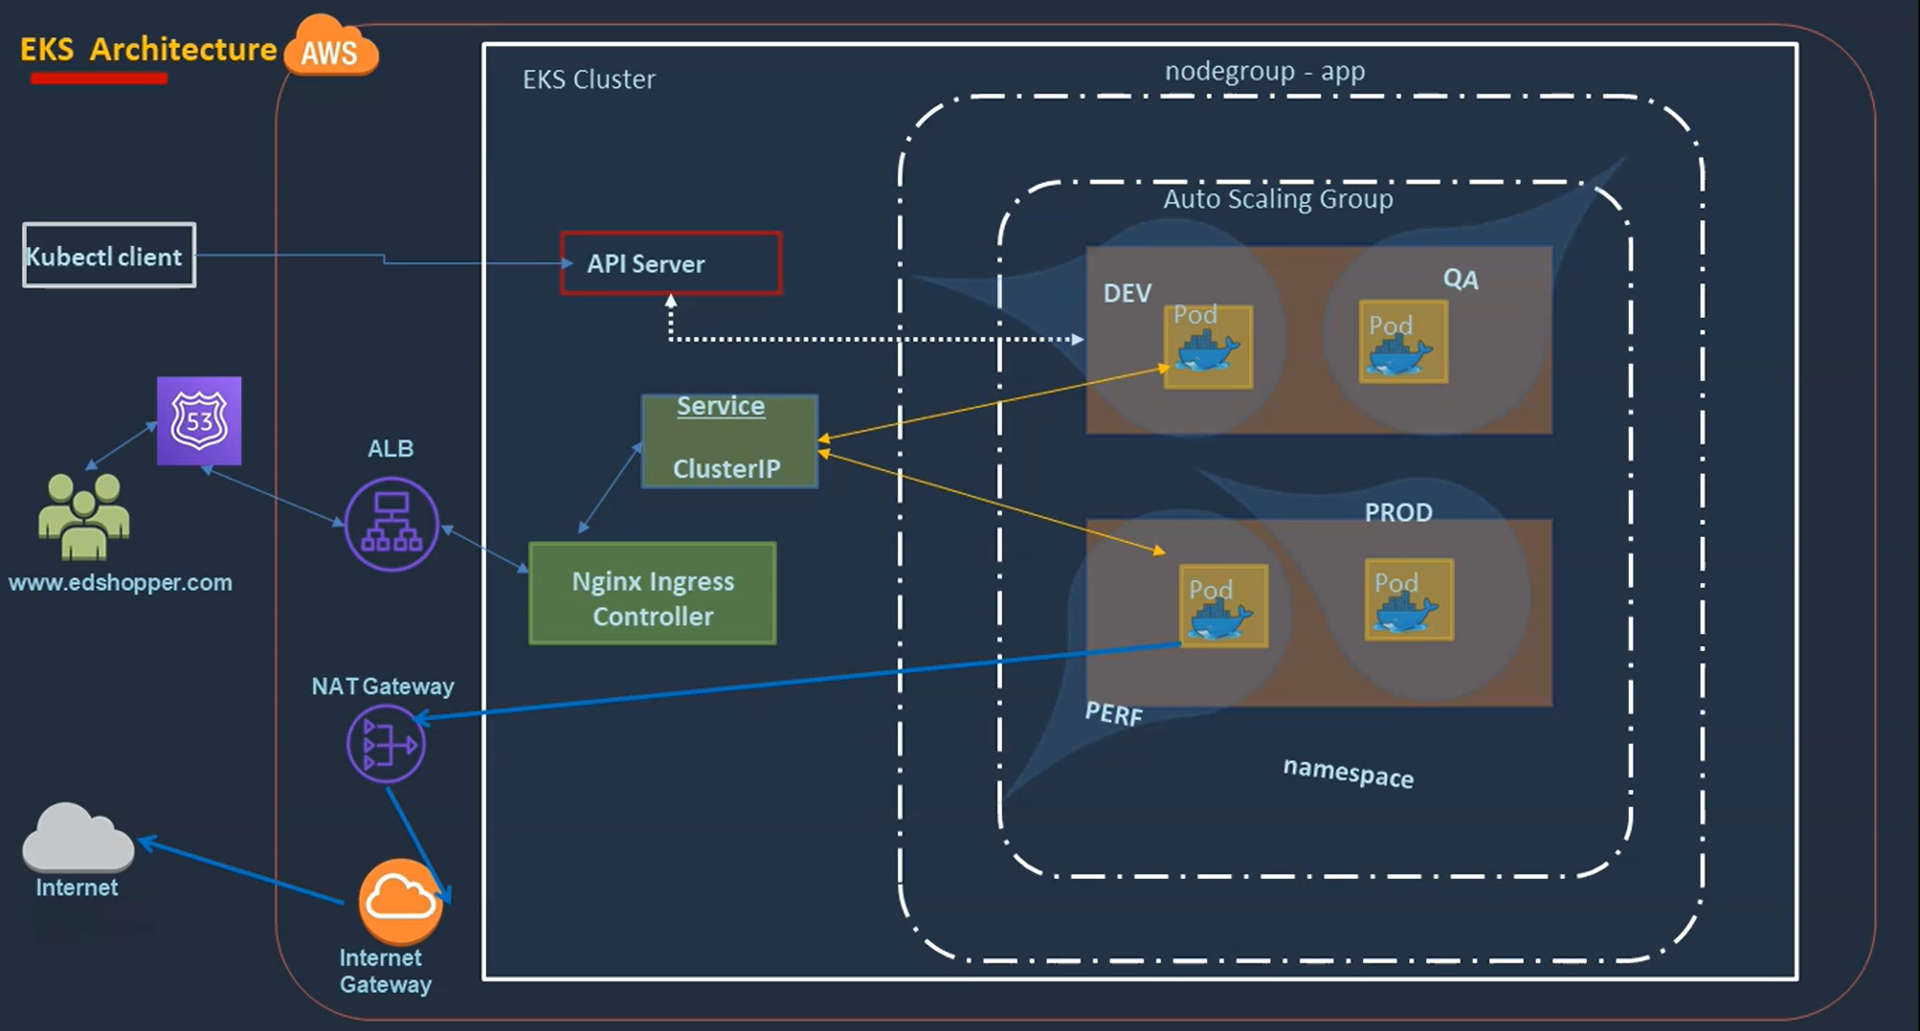 EKS Architecture
AWS
EKS Cluster
nodegroup - app
Auto Scaling Group
Kubectl client
API Server
DEV
Pod
QA
Pod
53
ALB
Service
ClusterIP
www.edshopper.com
Nginx Ingress
Controller
PROD
Pod
Pod
PERF
NAT Gateway
namespace
Internet
Internet
Gateway